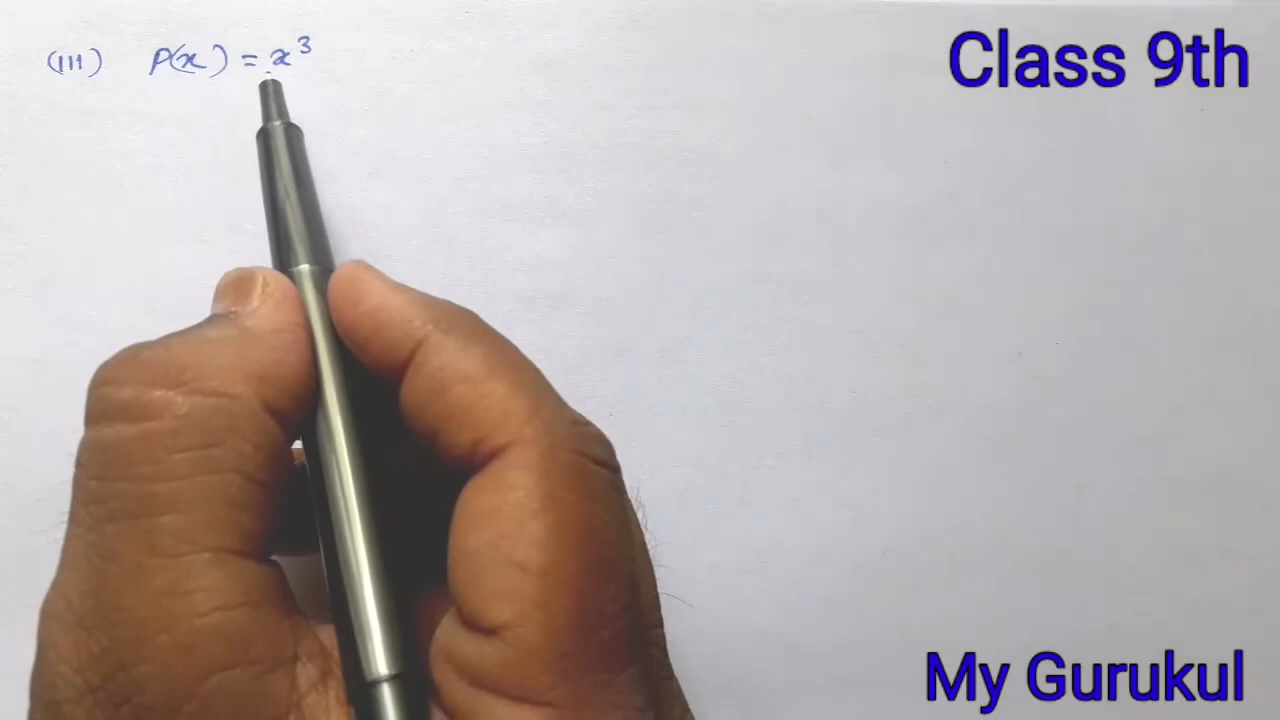 (III) P(x) = x³
Class 9th
My Gurukul